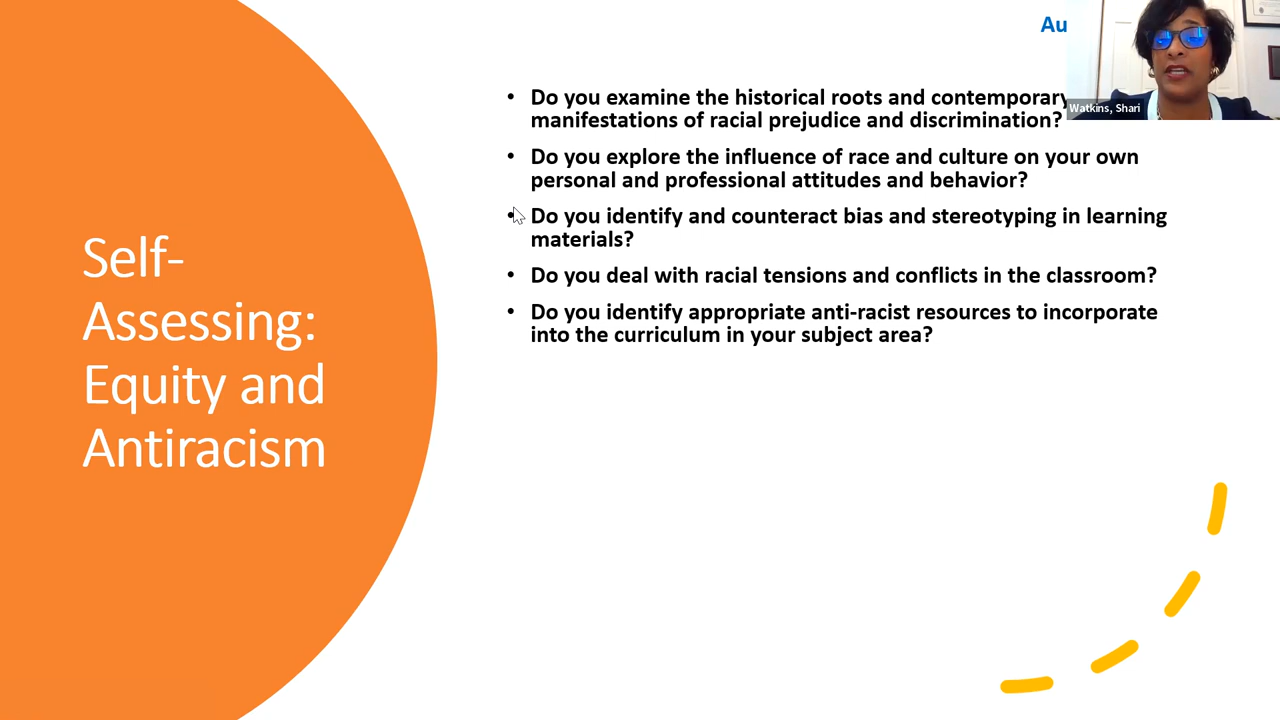 Au
Watkins, Shari
Self-
Assessing:
Equity and
Antiracism
• Do you examine the historical roots and contemporary
manifestations of racial prejudice and discrimination?
• Do you explore the influence of race and culture on your own
personal and professional attitudes and behavior?
• Do you identify and counteract bias and stereotyping in learning
materials?
• Do you deal with racial tensions and conflicts in the classroom?
• Do you identify appropriate anti-racist resources to incorporate
into the curriculum in your subject area?